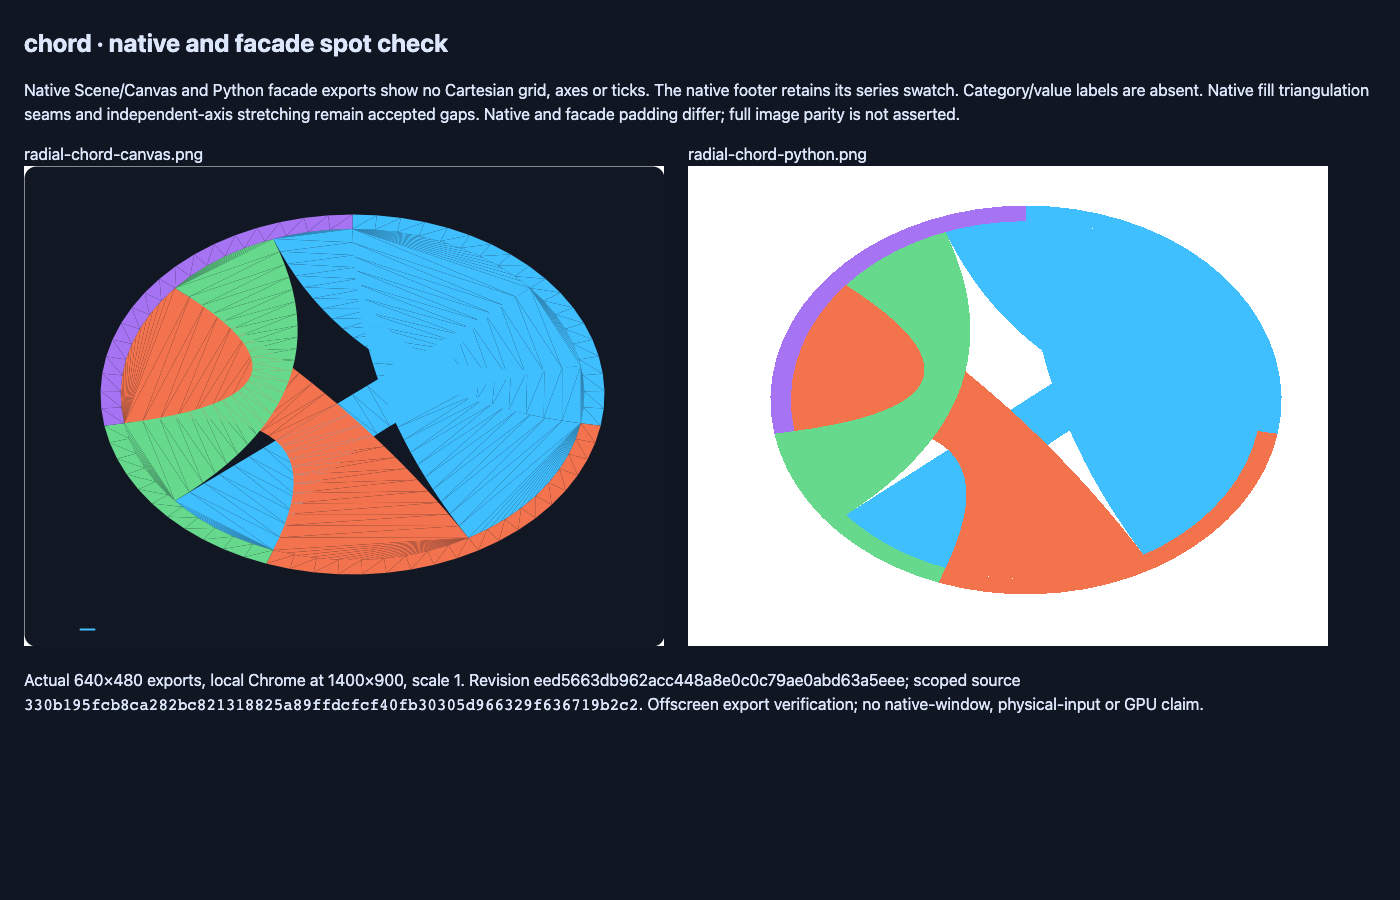 chord · native and facade spot check
Native Scene/Canvas and Python facade exports show no Cartesian grid, axes or ticks. The native footer retains its series swatch. Category/value labels are absent. Native fill triangulation
seams and independent-axis stretching remain accepted gaps. Native and facade padding differ; full image parity is not asserted.
radial-chord-canvas.png
radial-chord-python.png
Actual 640×480 exports, local Chrome at 1400×900, scale 1. Revision eed5663db962acc448a8e0c0c79ae0abd63a5eee; scoped source
330b195fcb8ca282bc821318825a89ffdcfcf40fb30305d966329f636719b2c2. Offscreen export verification; no native-window, physical-input or GPU claim.